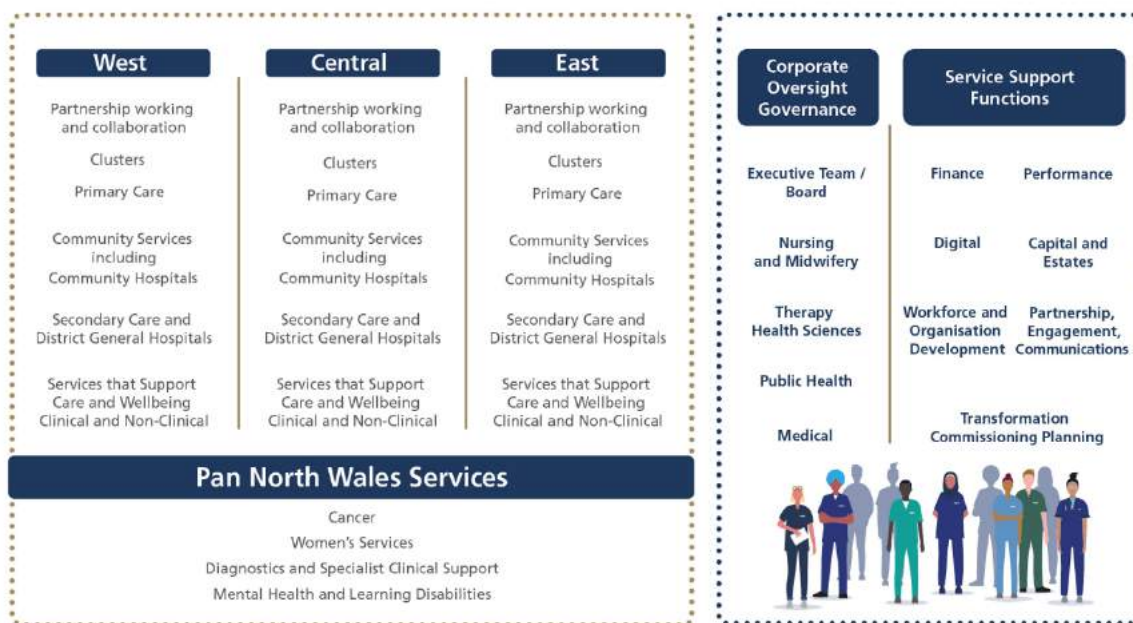 West
Partnership working
and collaboration
Clusters
Primary Care
Community Services
including
Community Hospitals
Secondary Care and
District General Hospitals
Services that Support
Care and Wellbeing
Clinical and Non-Clinical
Central
Partnership working
and collaboration
Clusters
Primary Care
Community Services
including
Community Hospitals
Secondary Care and
District General Hospitals
Services that Support
Care and Wellbeing
Clinical and Non-Clinical
East
Partnership working
and collaboration
Clusters
Primary Care
Community Services
including
Community Hospitals
Secondary Care and
District General Hospitals
Services that Support
Care and Wellbeing
Clinical and Non-Clinical
Pan North Wales Services
Cancer
Women's Services
Diagnostics and Specialist Clinical Support
Mental Health and Learning Disabilities
Corporate
Oversight
Governance
Executive Team /
Board
Nursing
and Midwifery
Therapy
Health Sciences
Public Health
Medical
Service Support
Functions
Finance
Performance
Digital
Capital and
Estates
Workforce and
Organisation
Development
Partnership,
Engagement,
Communications
Transformation
Commissioning Planning